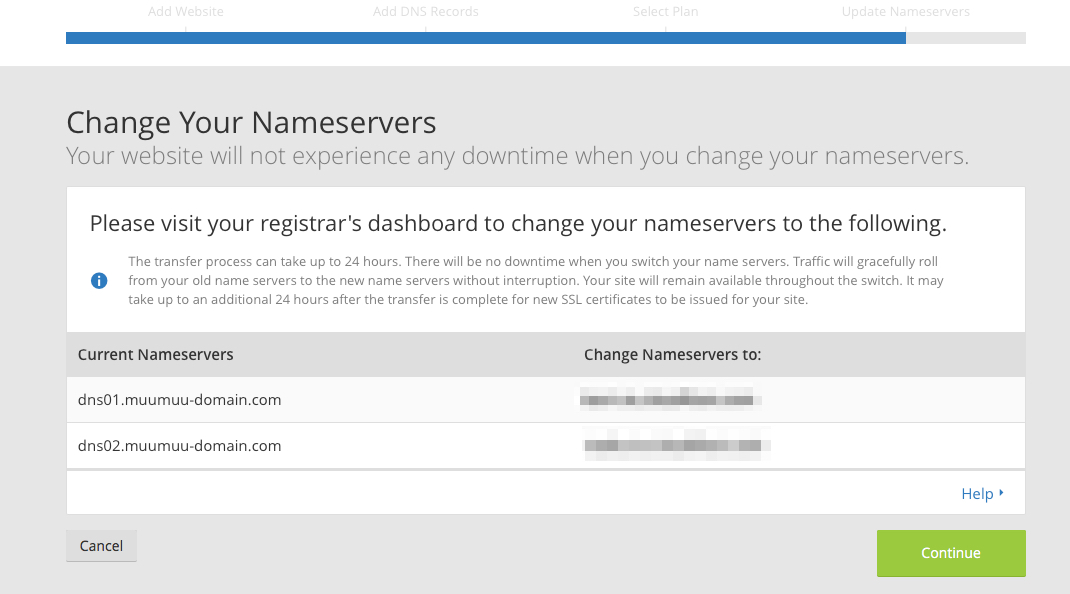 Add Website
Add DNS Records
Select Plan
Update Nameservers
Change Your Nameservers
Your website will not experience any downtime when you change your nameservers.
Please visit your registrar's dashboard to change your nameservers to the following.
The transfer process can take up to 24 hours. There will be no downtime when you switch your name servers. Traffic will gracefully roll
from your old name servers to the new name servers without interruption. Your site will remain available throughout the switch. It may
take up to an additional 24 hours after the transfer is complete for new SSL certificates to be issued for your site.
Current Nameservers
Change Nameservers to:
dns01.muumuu-domain.com
dns02.muumuu-domain.com
Help
Cancel
Continue